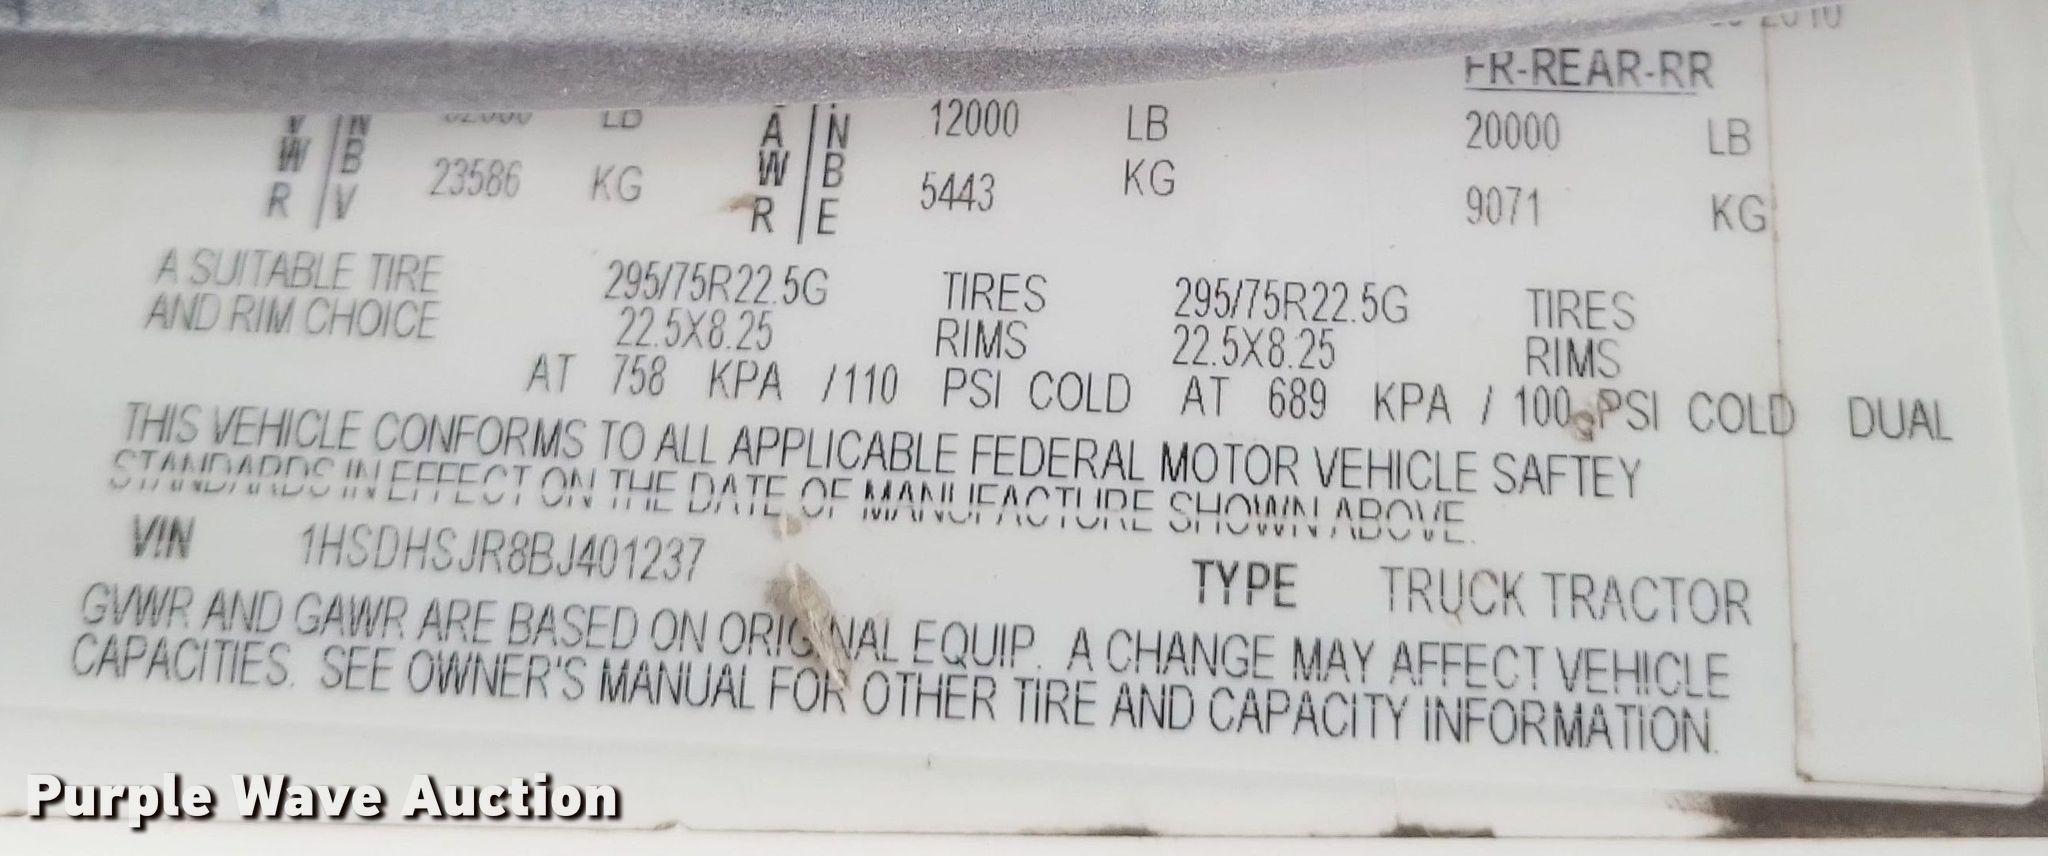 2010
FR-REAR-RR
V/N 52000 LB A/N 12000 LB 20000 LB
W/B 23586 KG W/B 5443 KG 9071 KG
R/V R/E
A SUITABLE TIRE 295/75R22.5G TIRES 295/75R22.5G TIRES
AND RIM CHOICE 22.5X8.25 RIMS 22.5X8.25 RIMS
AT 758 KPA /110 PSI COLD AT 689 KPA / 100 PSI COLD DUAL
THIS VEHICLE CONFORMS TO ALL APPLICABLE FEDERAL MOTOR VEHICLE SAFTEY
STANDARDS IN EFFECT ON THE DATE OF MANUFACTURE SHOWN ABOVE.
VIN 1HSDHSJR8BJ401237 TYPE TRUCK TRACTOR
GVWR AND GAWR ARE BASED ON ORIGINAL EQUIP. A CHANGE MAY AFFECT VEHICLE
CAPACITIES. SEE OWNER'S MANUAL FOR OTHER TIRE AND CAPACITY INFORMATION.
Purple Wave Auction